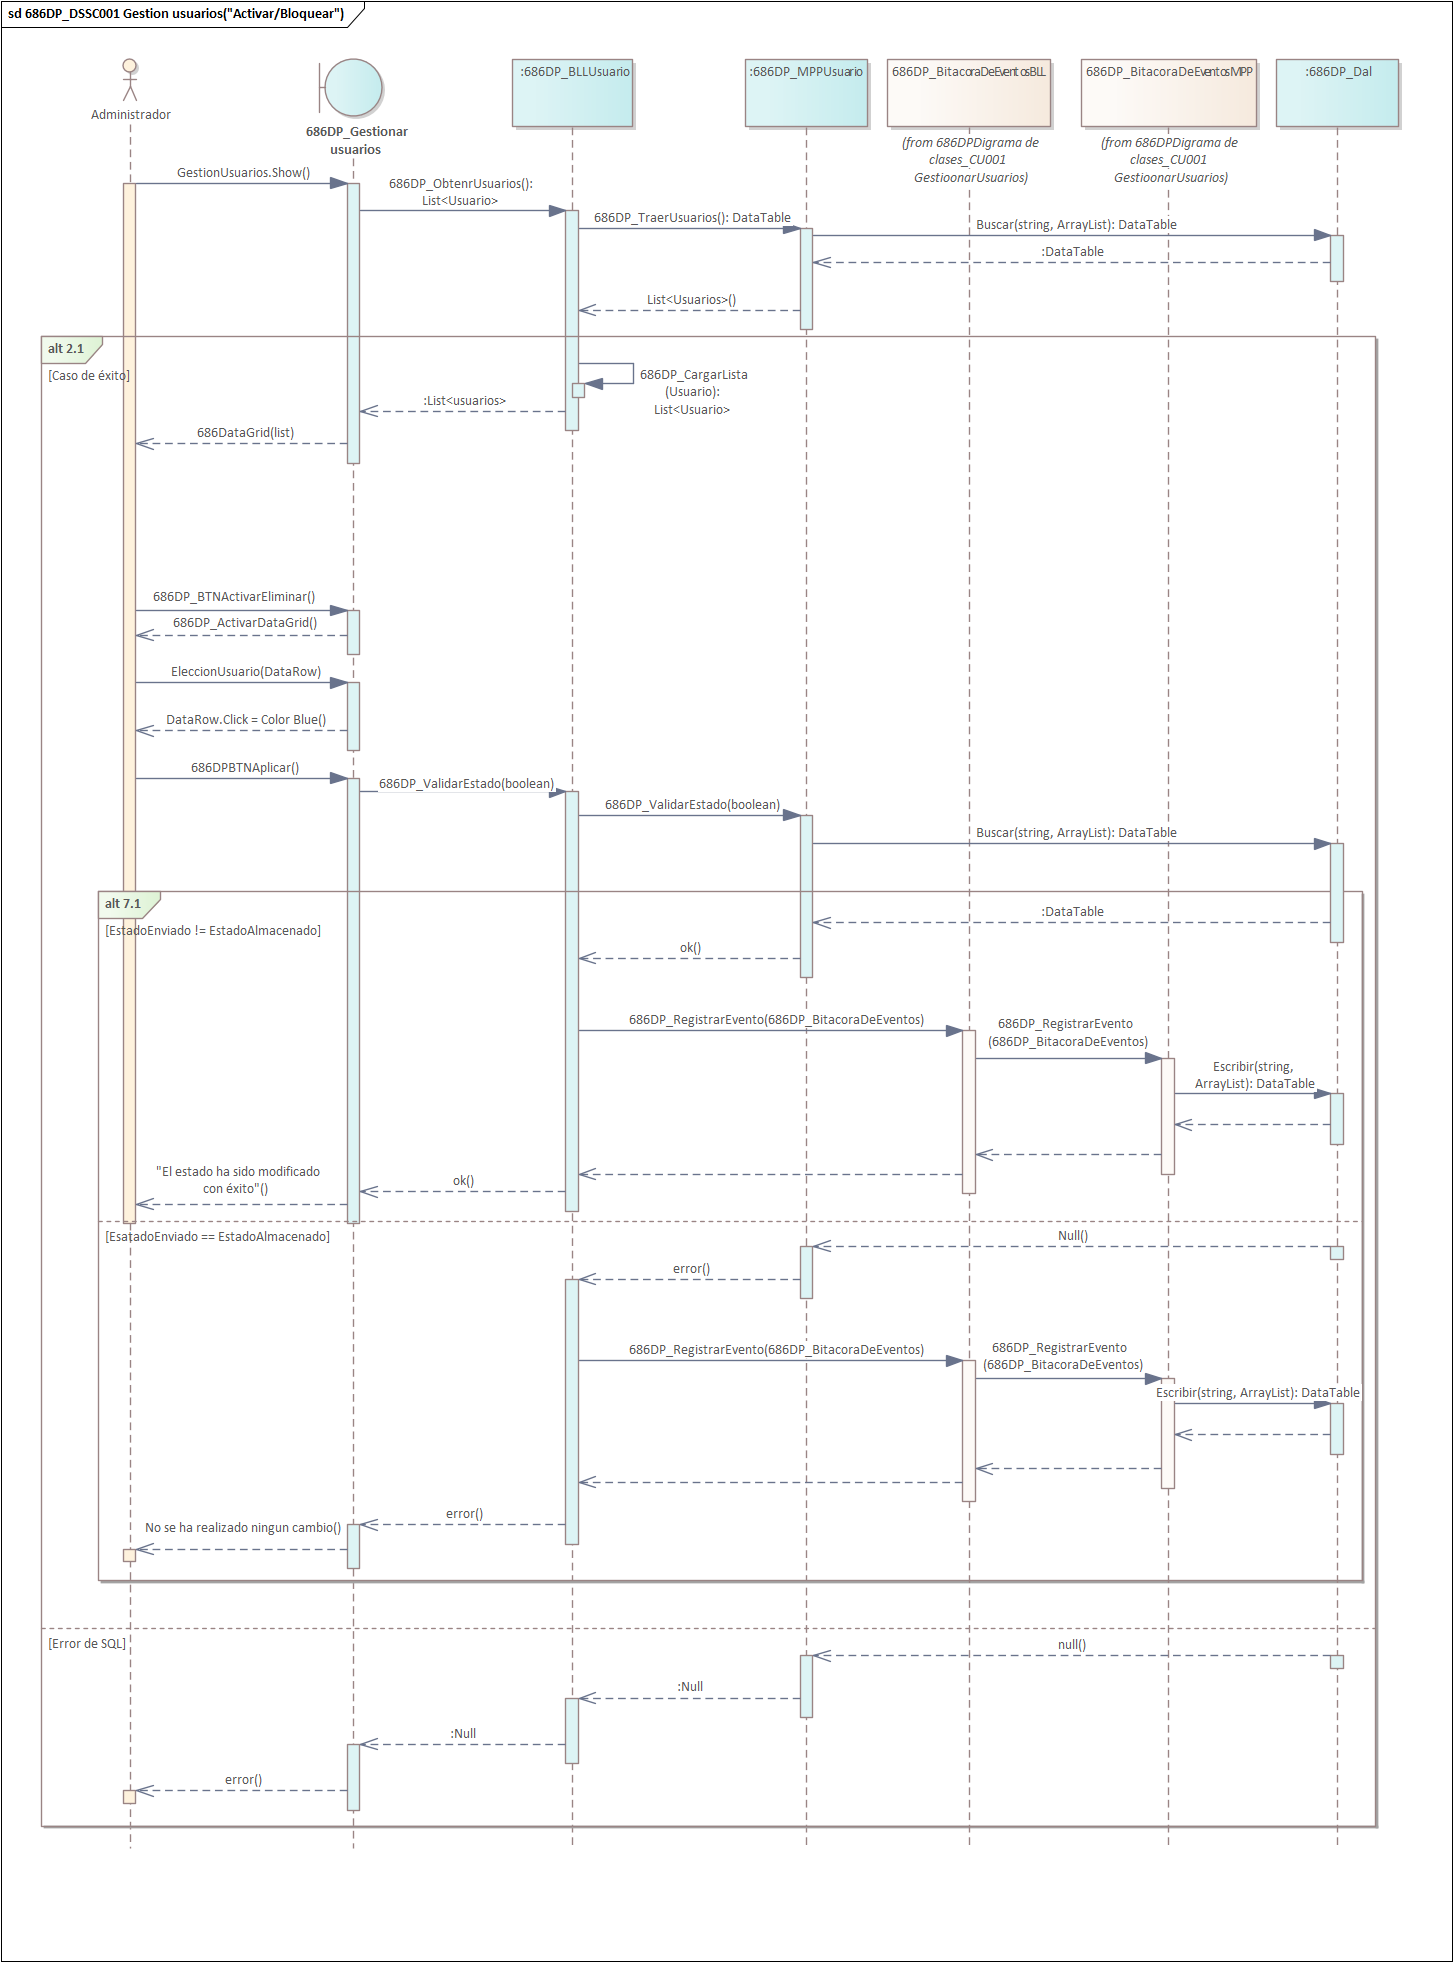 sd 686DP_DSSC001 Gestion usuarios("Activar/Bloquear")
Administrador
686DP_Gestionar
usuarios
:686DP_BLLUsuario
:686DP_MPPUsuario
686DP_BitacoraDeEventosBLL
(from 686DPDigrama de
clases_CU001
GestioonarUsuarios)
686DP_BitacoraDeEventosMPP
(from 686DPDigrama de
clases_CU001
GestioonarUsuarios)
:686DP_Dal
GestionUsuarios.Show()
686DP_ObtenrUsuarios():
List<Usuario>
686DP_TraerUsuarios(): DataTable
Buscar(string, ArrayList): DataTable
:DataTable
List<Usuarios>()
alt 2.1
[Caso de éxito]
686DP_CargarLista
(Usuario):
List<Usuario>
:List<usuarios>
686DataGrid(list)
686DP_BTNActivarEliminar()
686DP_ActivarDataGrid()
EleccionUsuario(DataRow)
DataRow.Click = Color Blue()
686DPBTNAplicar()
686DP_ValidarEstado(boolean)
686DP_ValidarEstado(boolean)
Buscar(string, ArrayList): DataTable
alt 7.1
[EstadoEnviado != EstadoAlmacenado]
:DataTable
ok()
686DP_RegistrarEvento(686DP_BitacoraDeEventos)
686DP_RegistrarEvento
(686DP_BitacoraDeEventos)
Escribir(string,
ArrayList): DataTable
"El estado ha sido modificado
con éxito"()
ok()
[EsatadoEnviado == EstadoAlmacenado]
Null()
error()
686DP_RegistrarEvento(686DP_BitacoraDeEventos)
686DP_RegistrarEvento
(686DP_BitacoraDeEventos)
Escribir(string, ArrayList): DataTable
error()
No se ha realizado ningun cambio()
[Error de SQL]
null()
:Null
:Null
error()